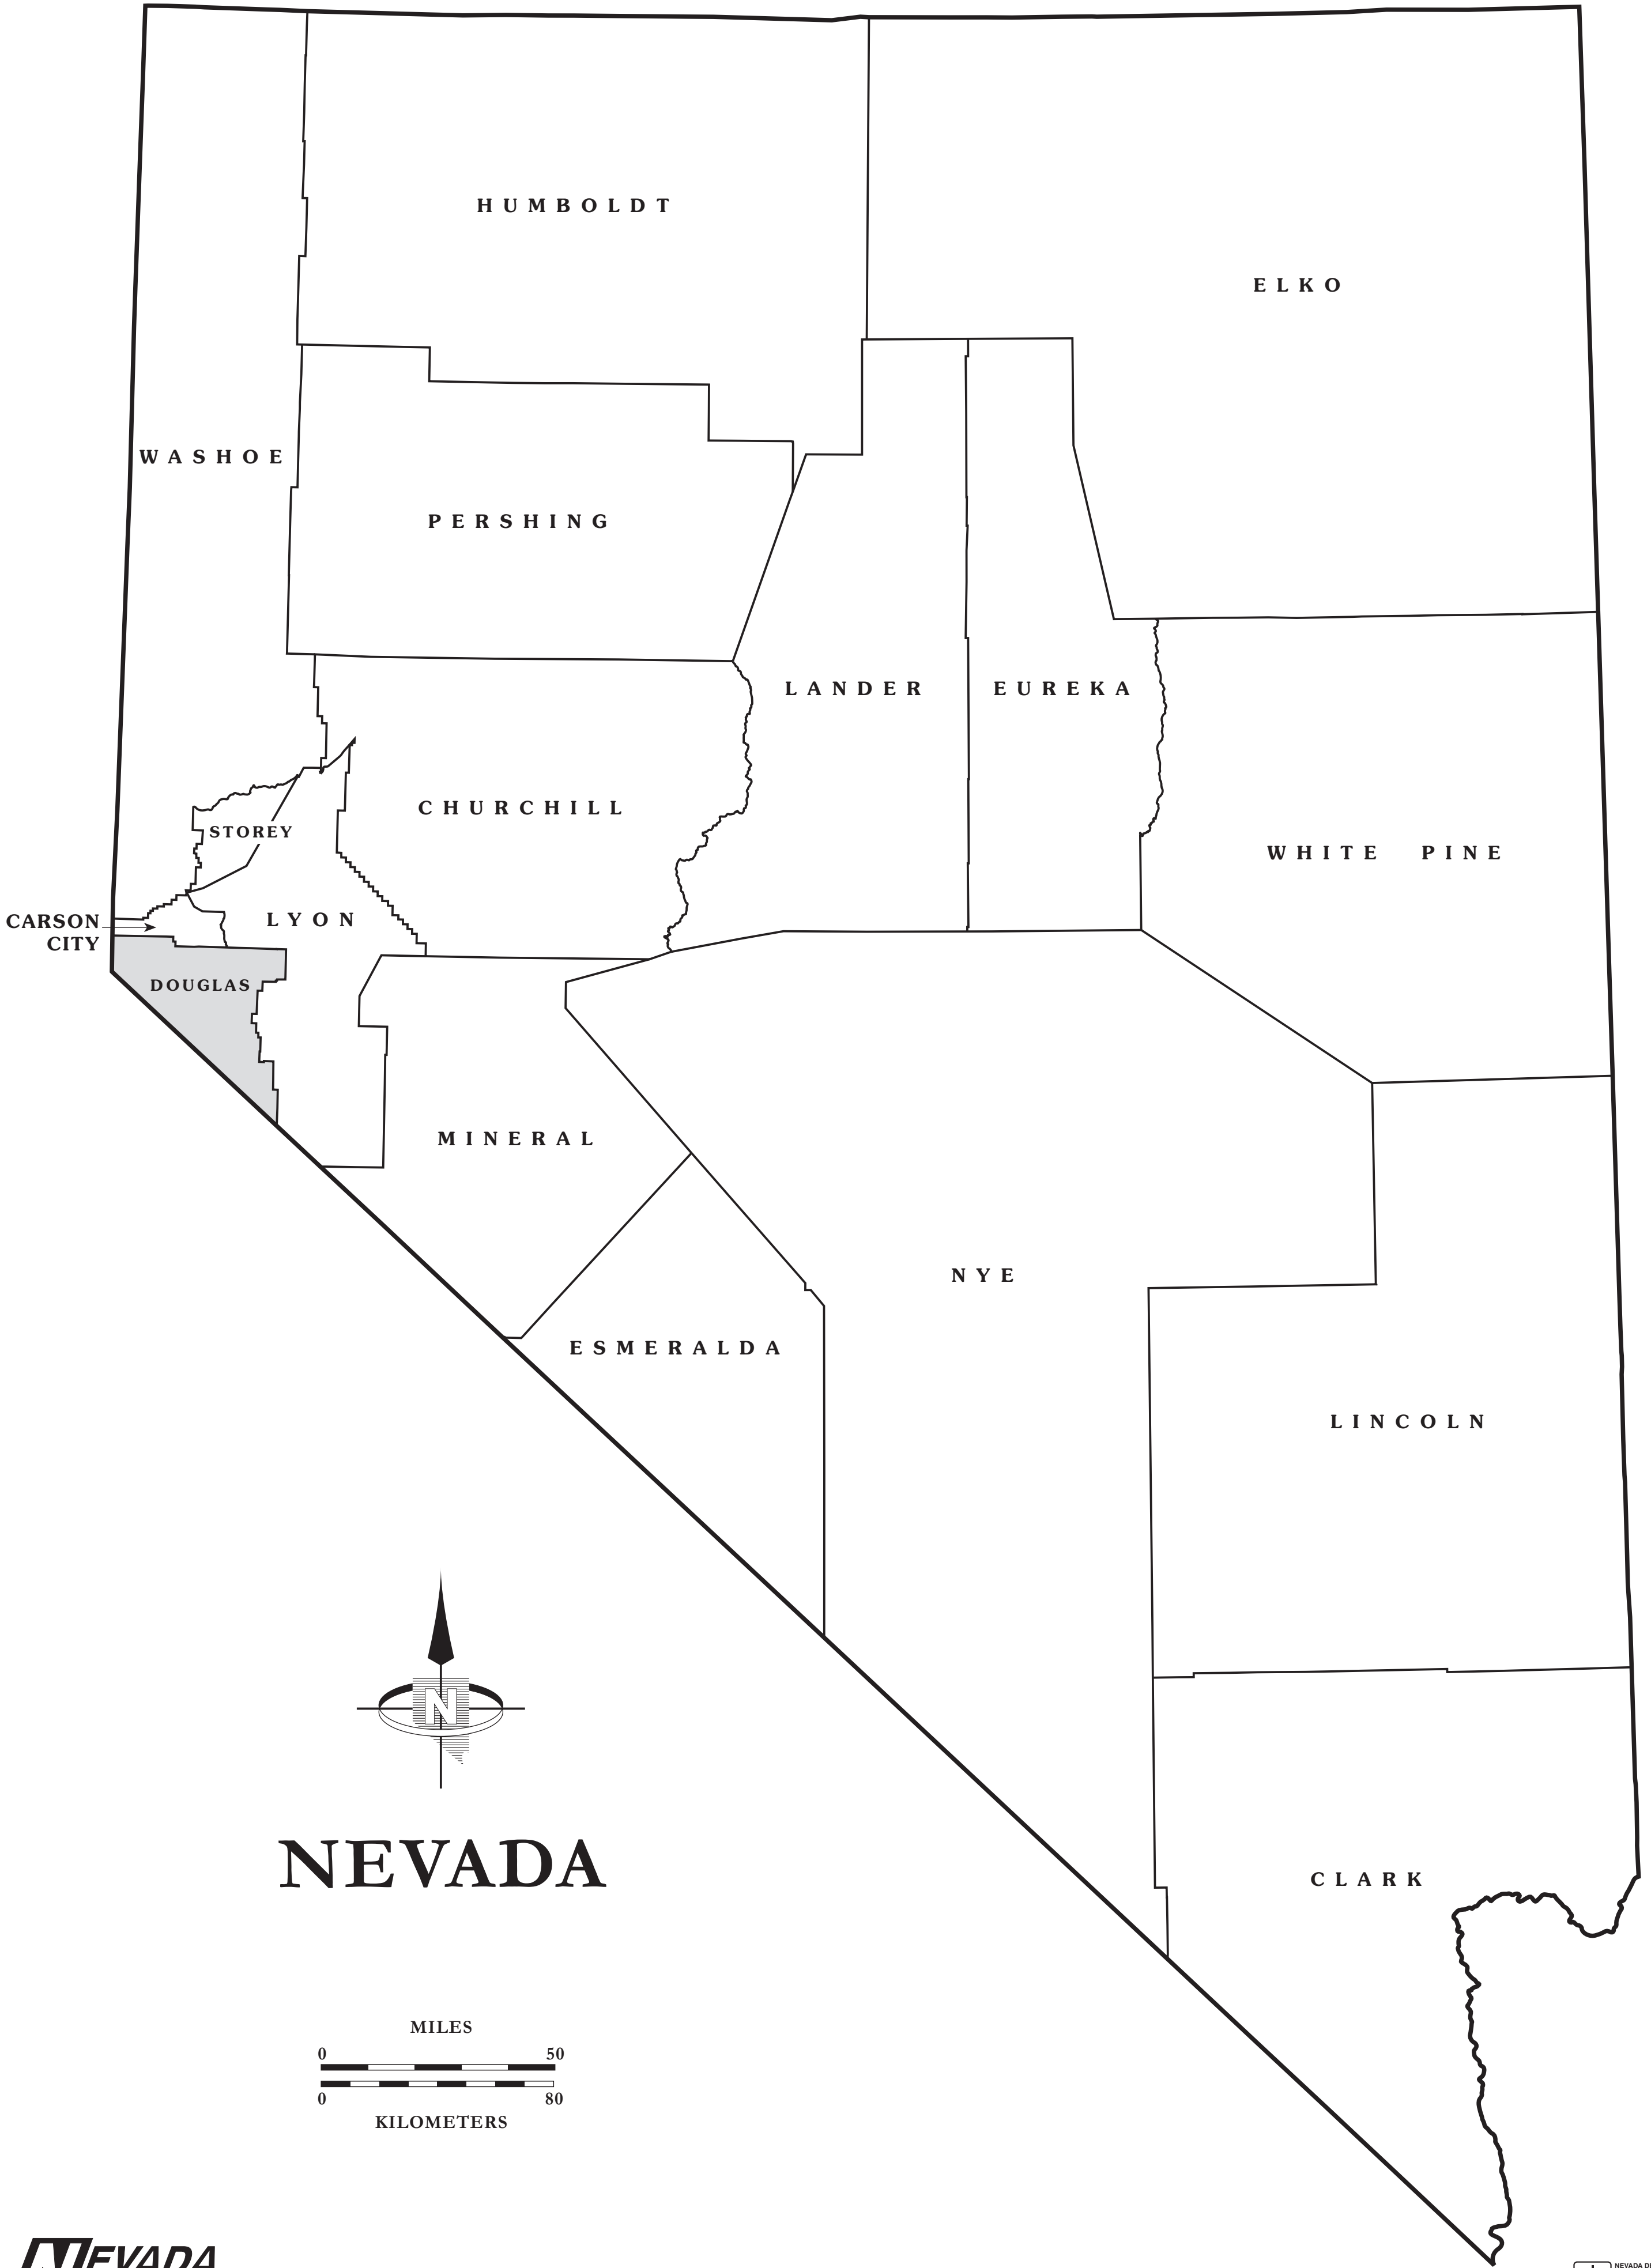 HUMBOLDT
ELKO
WASHOE
PERSHING
LANDER
EUREKA
CHURCHILL
STOREY
WHITE PINE
CARSON
CITY
LYON
DOUGLAS
MINERAL
NYE
ESMERALDA
LINCOLN
N
NEVADA
CLARK
MILES
0 50
0 80
KILOMETERS
NEVADA
NEVADA